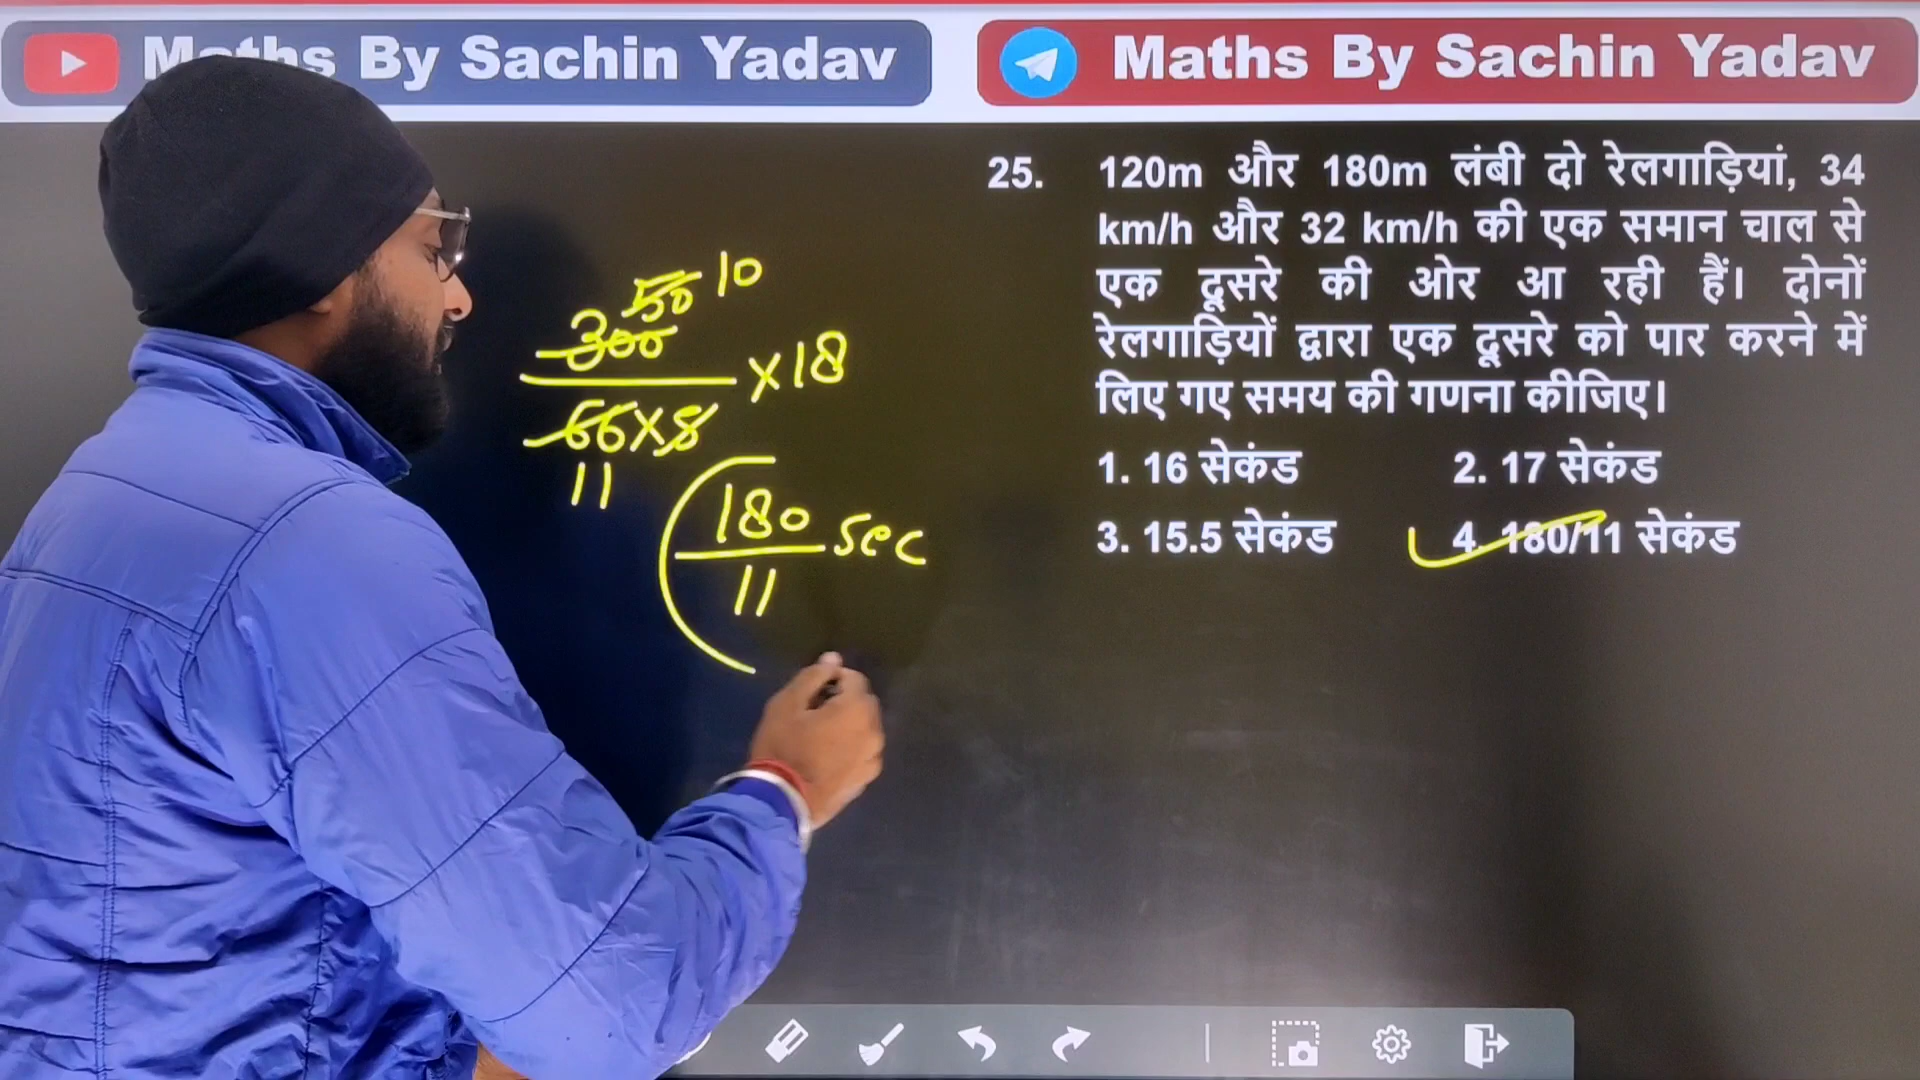 Maths By Sachin Yadav
Maths By Sachin Yadav
25. 120m और 180m लंबी दो रेलगाड़ियां, 34
km/h और 32 km/h की एक समान चाल से
एक दूसरे की ओर आ रही हैं। दोनों
रेलगाड़ियों द्वारा एक दूसरे को पार करने में
लिए गए समय की गणना कीजिए।
1. 16 सेकंड 2. 17 सेकंड
3. 15.5 सेकंड 4. 180/11 सेकंड
50 10
300
×18
66×5
11
180
sec
11